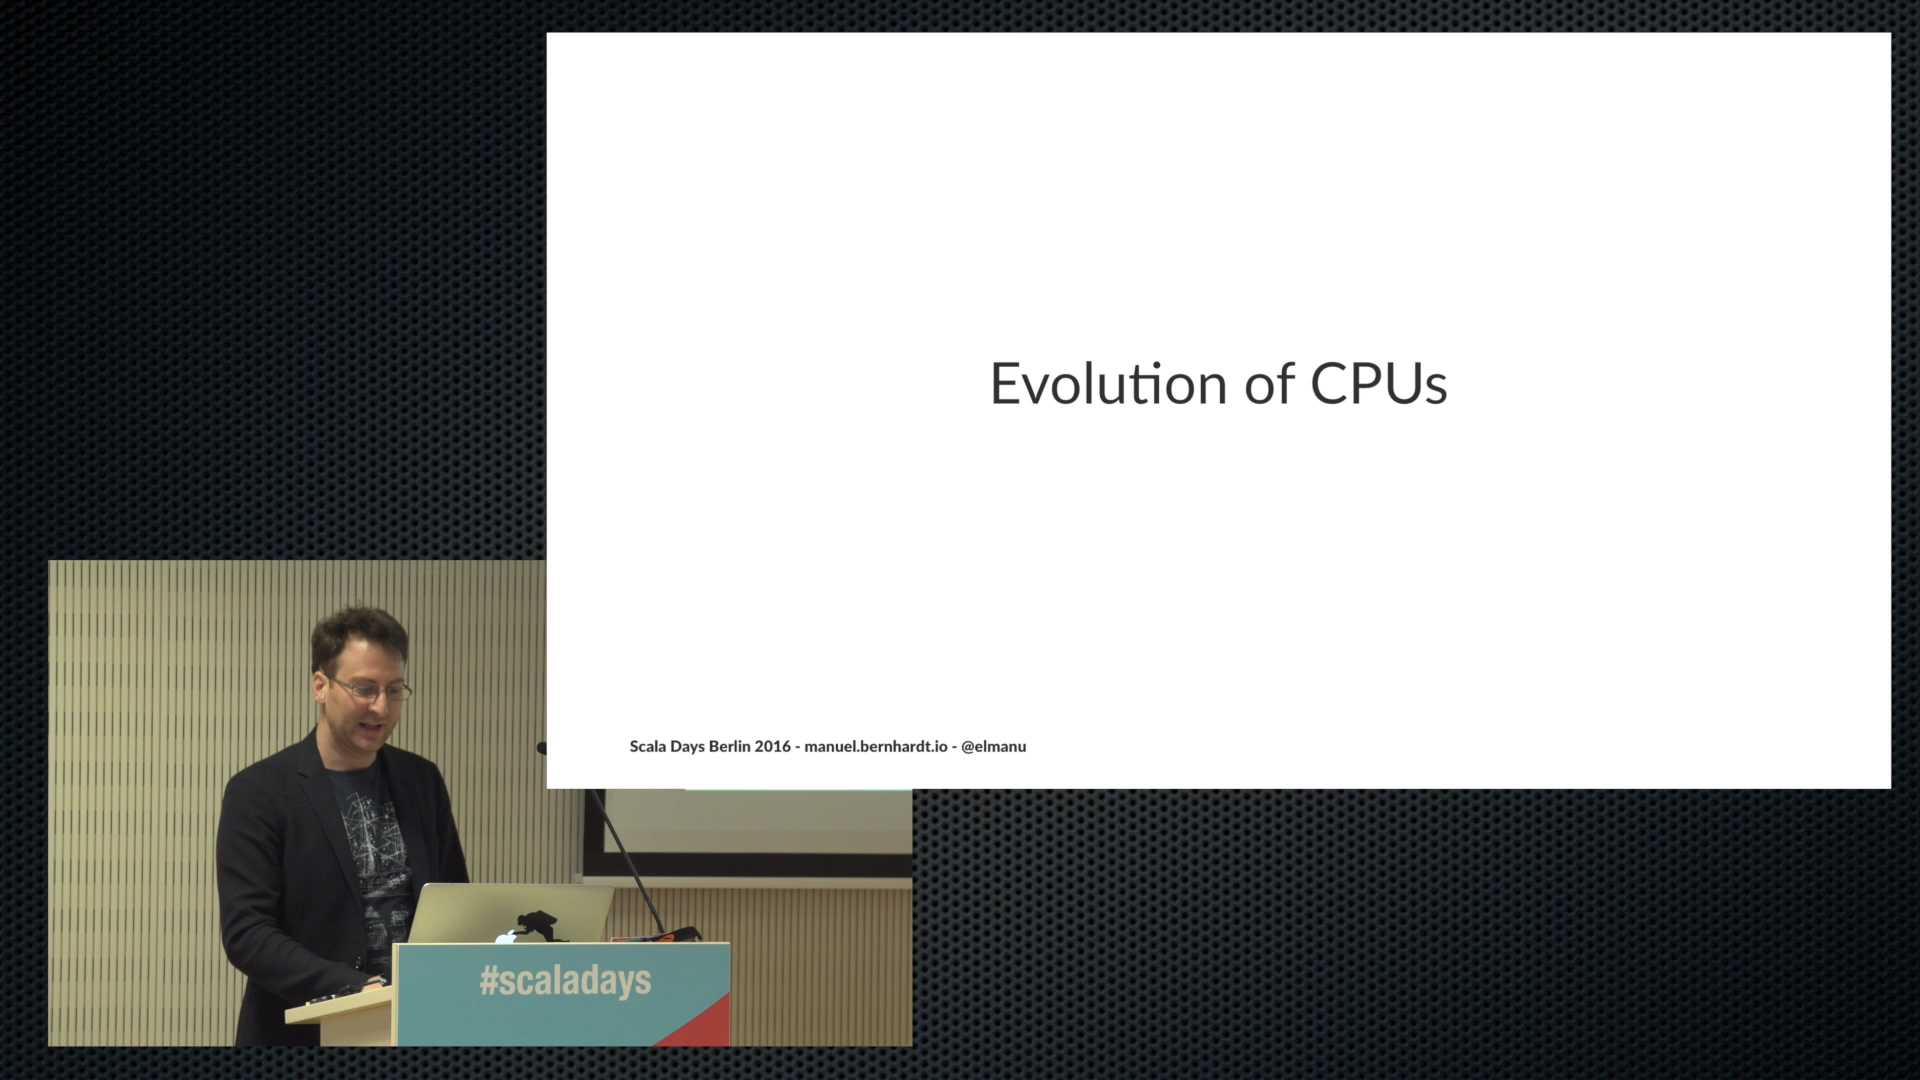 Evolution of CPUs
Scala Days Berlin 2016 - manuel.bernhardt.io - @elmanu
#scaladays